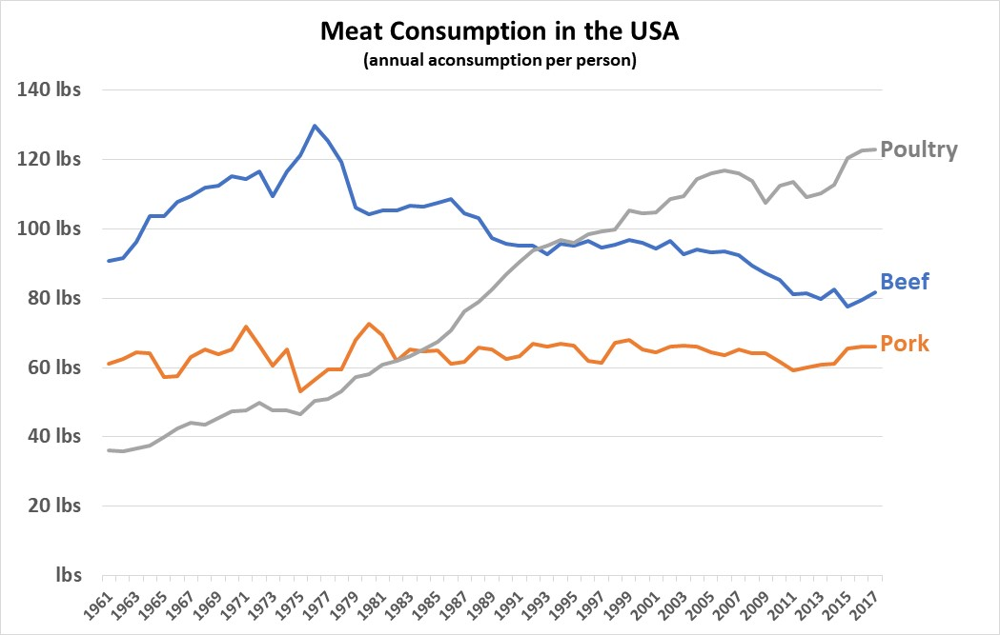 Meat Consumption in the USA
(annual aconsumption per person)
140 lbs
120 lbs
100 lbs
80 lbs
60 lbs
40 lbs
20 lbs
lbs
Poultry
Beef
Pork
1961 1963 1965 1967 1969 1971 1973 1975 1977 1979 1981 1983 1985 1987 1989 1991 1993 1995 1997 1999 2001 2003 2005 2007 2009 2011 2013 2015 2017